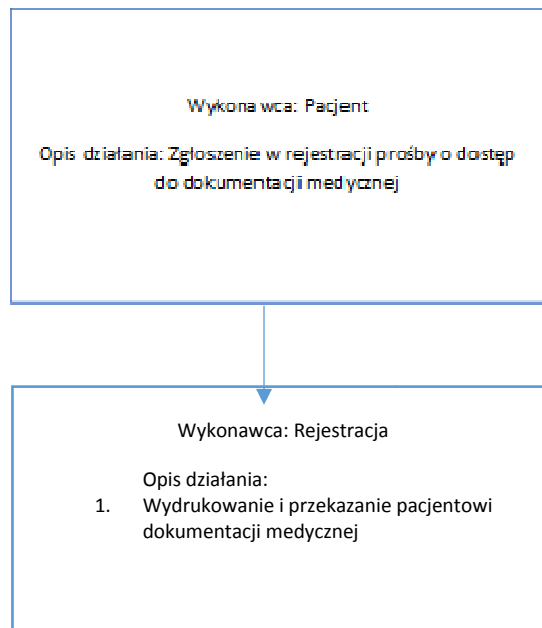 Wykonawca: Pacjent
Opis działania: Zgłoszenie w rejestracji prośby o dostęp
do dokumentacji medycznej
Wykonawca: Rejestracja
Opis działania:
1. Wydrukowanie i przekazanie pacjentowi
dokumentacji medycznej